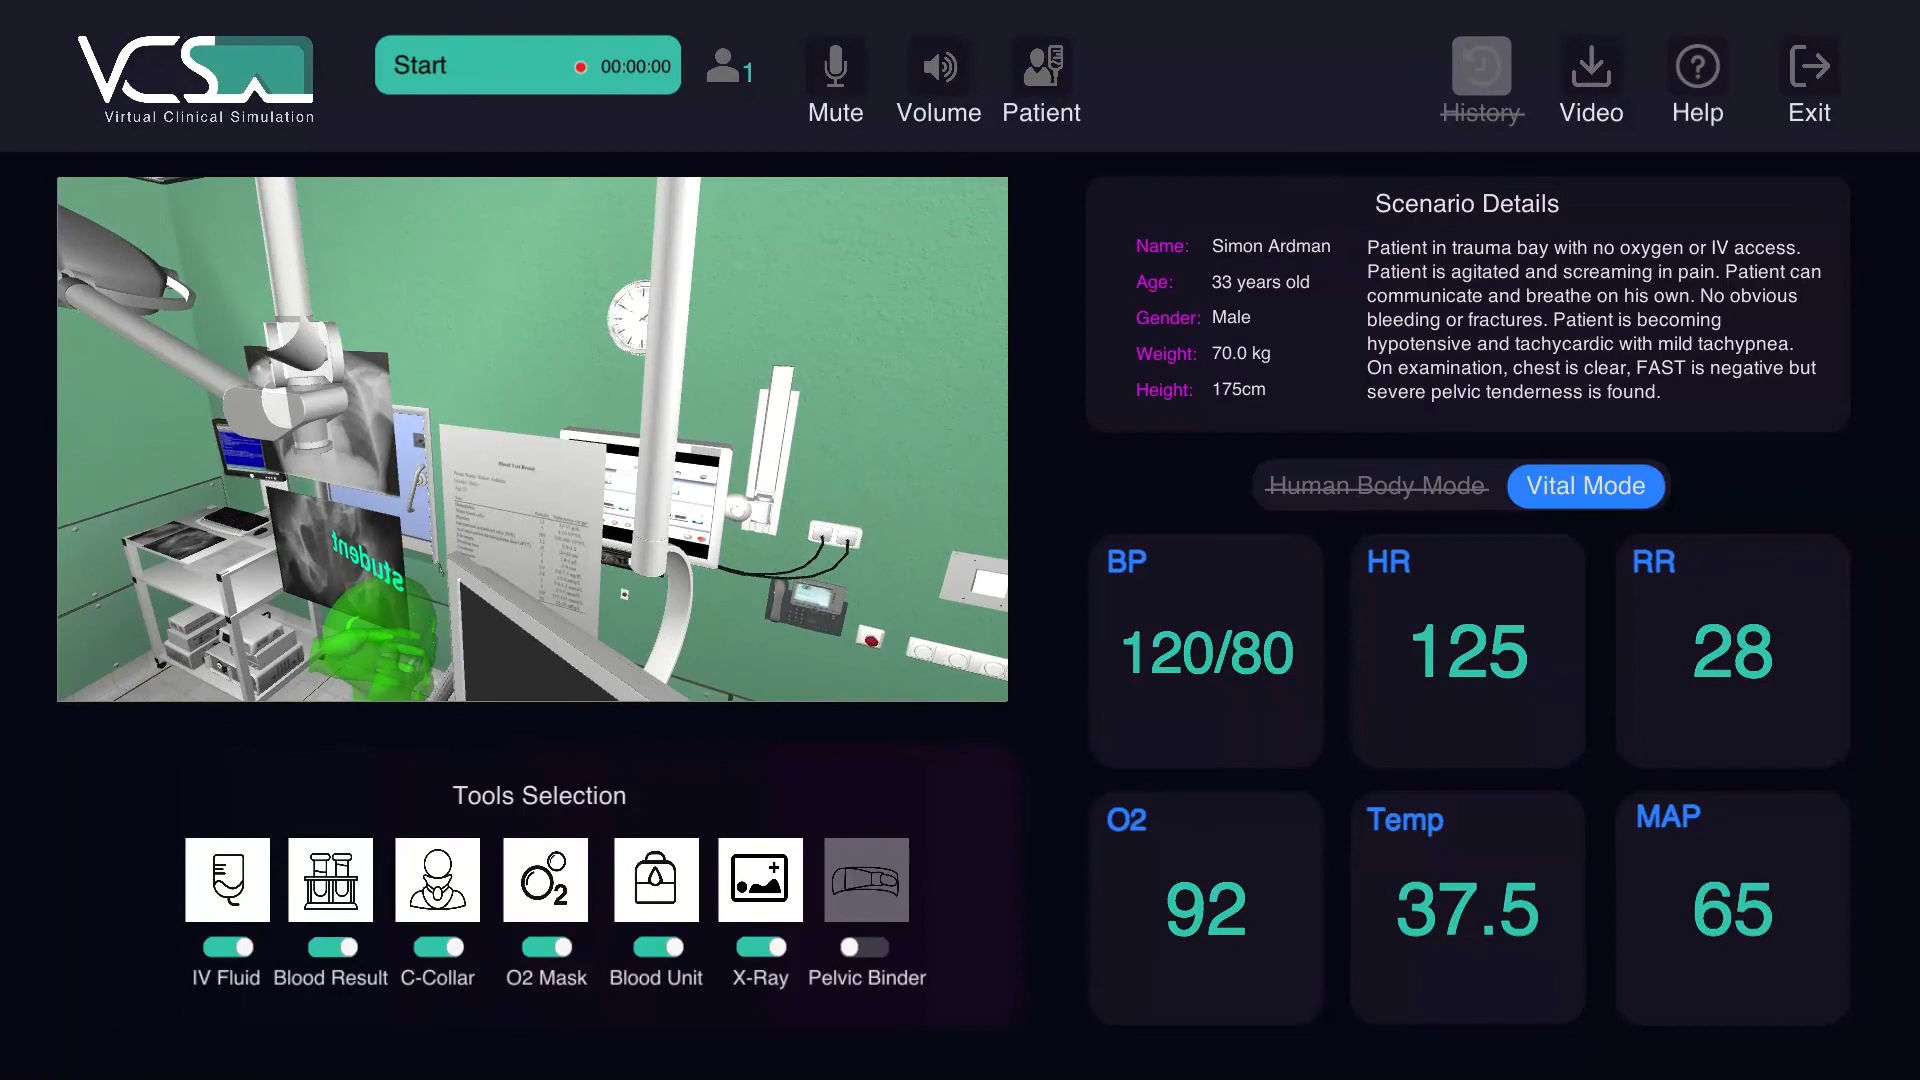 VCS
Virtual Clinical Simulation
Start 00:00:00
1
Mute
Volume
Patient
History
Video
Help
Exit
student
Blood Test Result
Scenario Details
Name: Simon Ardman
Age: 33 years old
Gender: Male
Weight: 70.0 kg
Height: 175cm
Patient in trauma bay with no oxygen or IV access.
Patient is agitated and screaming in pain. Patient can
communicate and breathe on his own. No obvious
bleeding or fractures. Patient is becoming
hypotensive and tachycardic with mild tachypnea.
On examination, chest is clear, FAST is negative but
severe pelvic tenderness is found.
Human Body Mode
Vital Mode
BP
120/80
HR
125
RR
28
O2
92
Temp
37.5
MAP
65
Tools Selection
O2
IV Fluid
Blood Result
C-Collar
O2 Mask
Blood Unit
X-Ray
Pelvic Binder